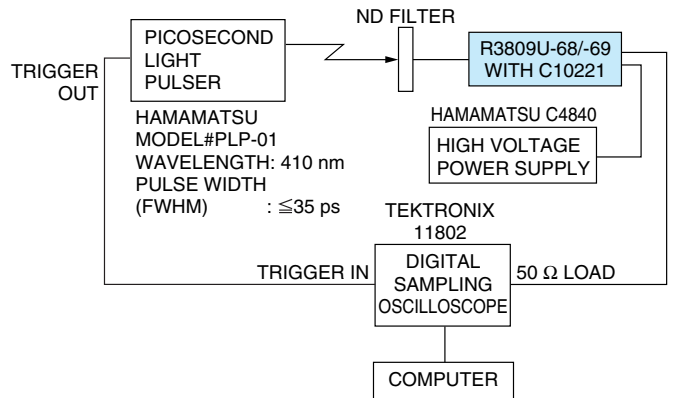 ND FILTER
PICOSECOND
LIGHT
PULSER
R3809U-68/-69
WITH C10221
TRIGGER
OUT
HAMAMATSU
MODEL#PLP-01
WAVELENGTH: 410 nm
PULSE WIDTH
(FWHM) : ≦35 ps
HAMAMATSU C4840
HIGH VOLTAGE
POWER SUPPLY
TEKTRONIX
11802
TRIGGER IN
DIGITAL
SAMPLING
OSCILLOSCOPE
50 Ω LOAD
COMPUTER